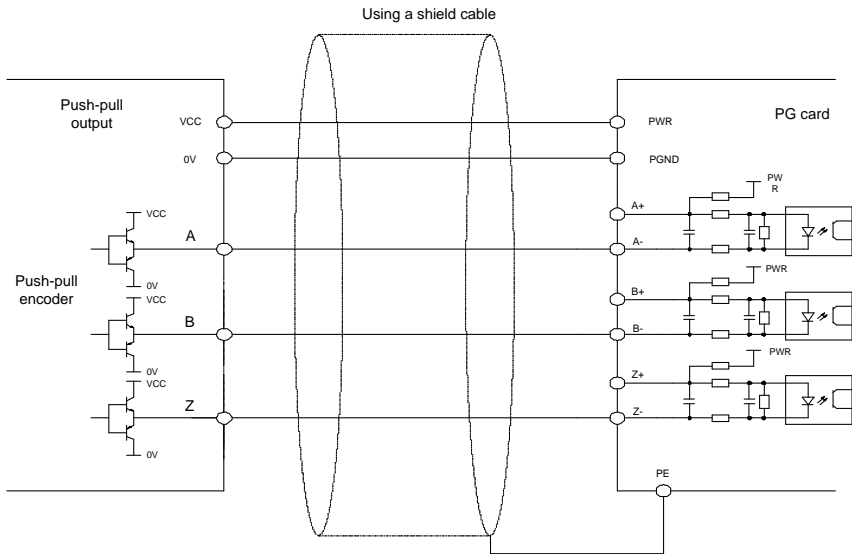 Using a shield cable
Push-pull
output
VCC
PWR
PG card
0V
PGND
PW
R
VCC
A+
A
A-
0V
Push-pull
encoder
VCC
PWR
B+
B
B-
0V
VCC
PWR
Z+
Z
Z-
0V
PE